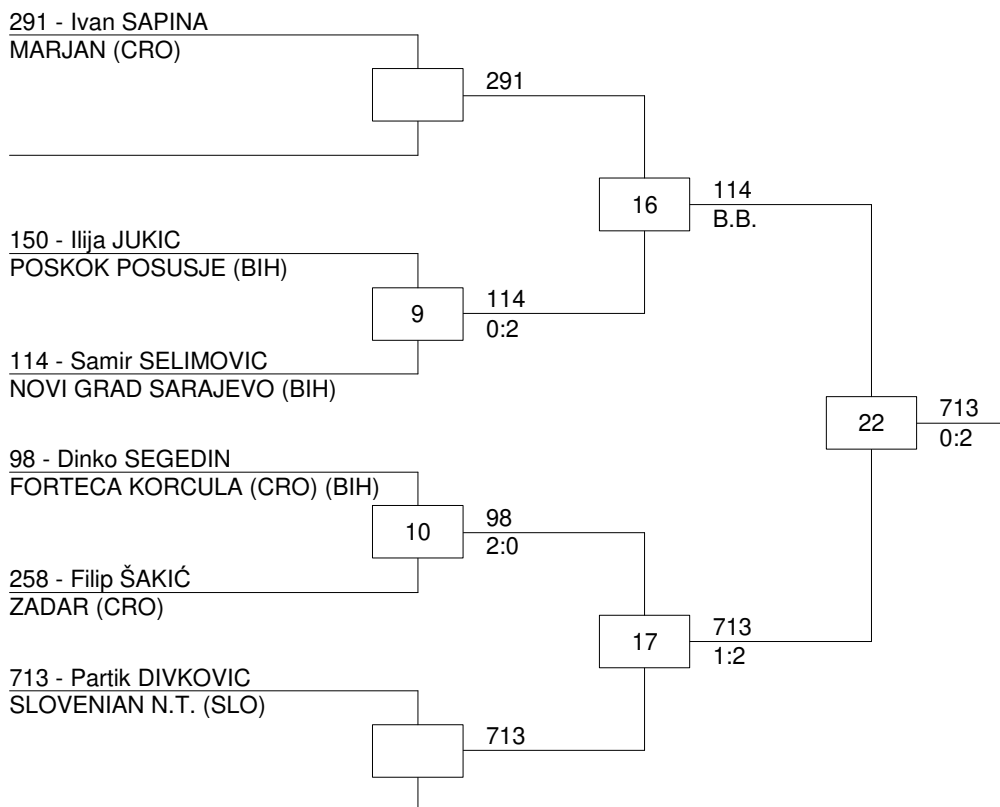 291 - Ivan SAPINA
MARJAN (CRO)
291
16
114
B.B.
150 - Ilija JUKIC
POSKOK POSUSJE (BIH)
9
114
0:2
114 - Samir SELIMOVIC
NOVI GRAD SARAJEVO (BIH)
22
713
0:2
98 - Dinko SEGEDIN
FORTECA KORCULA (CRO) (BIH)
10
98
2:0
258 - Filip ŠAKIĆ
ZADAR (CRO)
17
713
1:2
713 - Partik DIVKOVIC
SLOVENIAN N.T. (SLO)
713